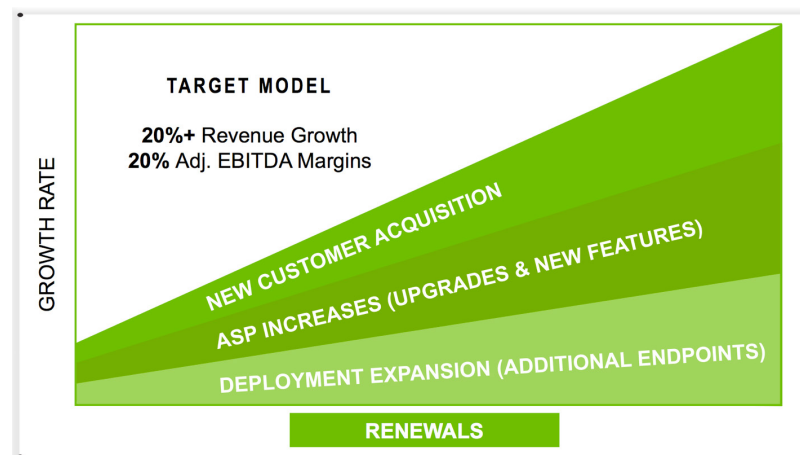 TARGET MODEL
20%+ Revenue Growth
20% Adj. EBITDA Margins
GROWTH RATE
NEW CUSTOMER ACQUISITION
ASP INCREASES (UPGRADES & NEW FEATURES)
DEPLOYMENT EXPANSION (ADDITIONAL ENDPOINTS)
RENEWALS